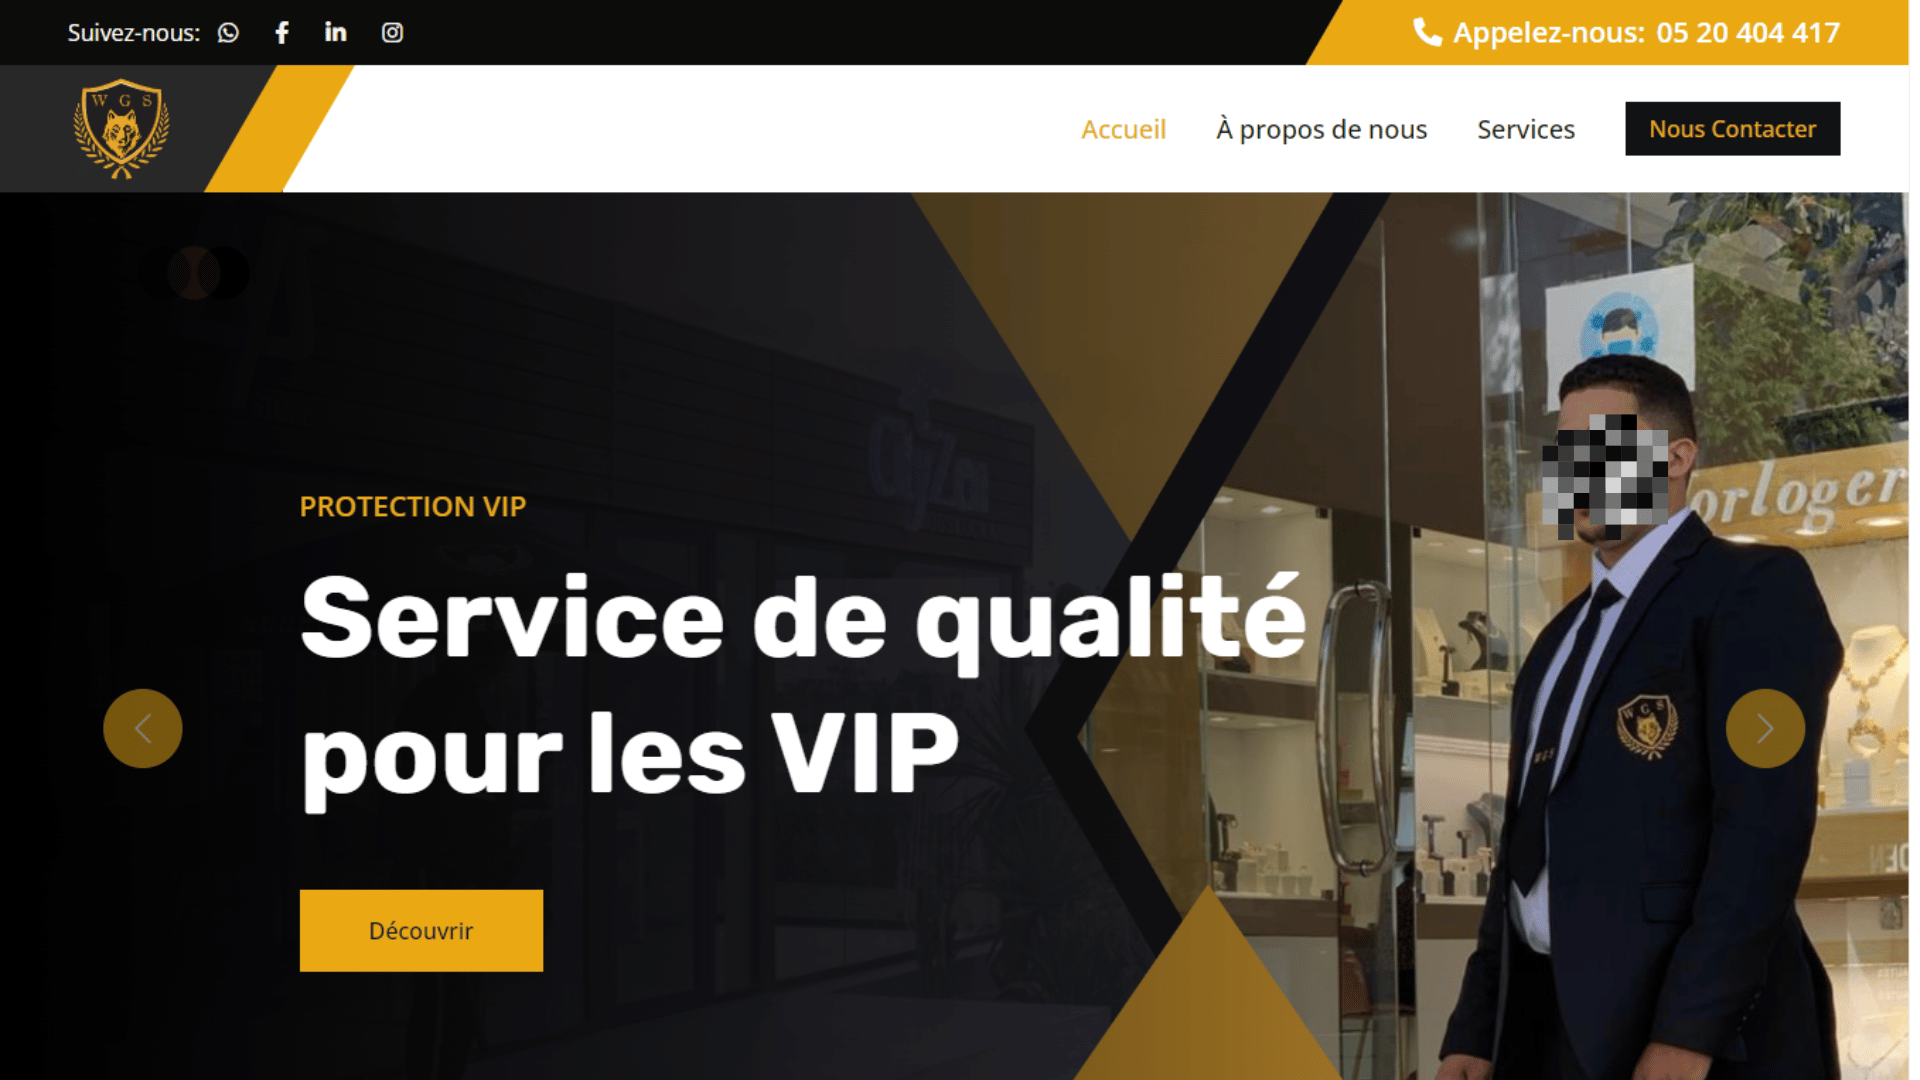 Suivez-nous:
Appelez-nous: 05 20 404 417
W G S
Accueil
À propos de nous
Services
Nous Contacter
PROTECTION VIP
Service de qualité
pour les VIP
Découvrir
orloger
W G S
W G S